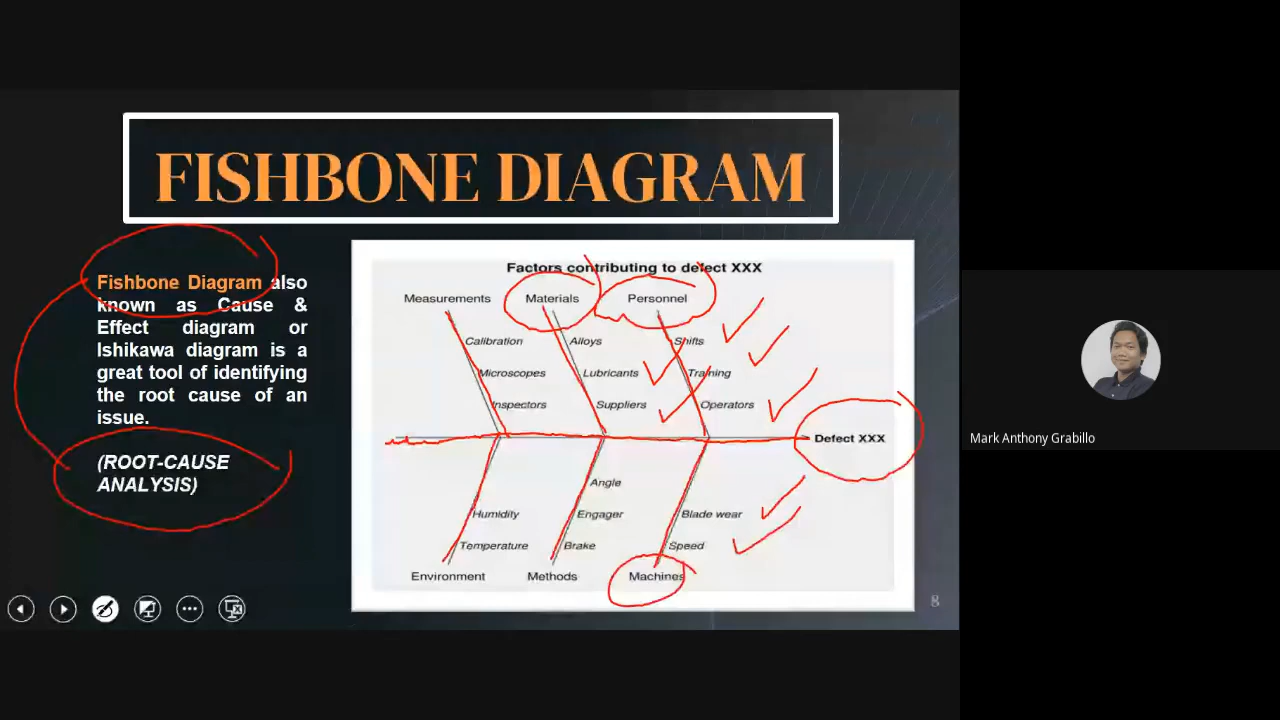 FISHBONE DIAGRAM
Fishbone Diagram also
known as Cause &
Effect diagram or
Ishikawa diagram is a
great tool of identifying
the root cause of an
issue.
(ROOT-CAUSE
ANALYSIS)
Factors contributing to defect XXX
Measurements Materials Personnel
Calibration Alloys Shifts
Microscopes Lubricants Training
Inspectors Suppliers Operators
Defect XXX
Angle
Humidity Engager Blade wear
Temperature Brake Speed
Environment Methods Machines
8
Mark Anthony Grabillo